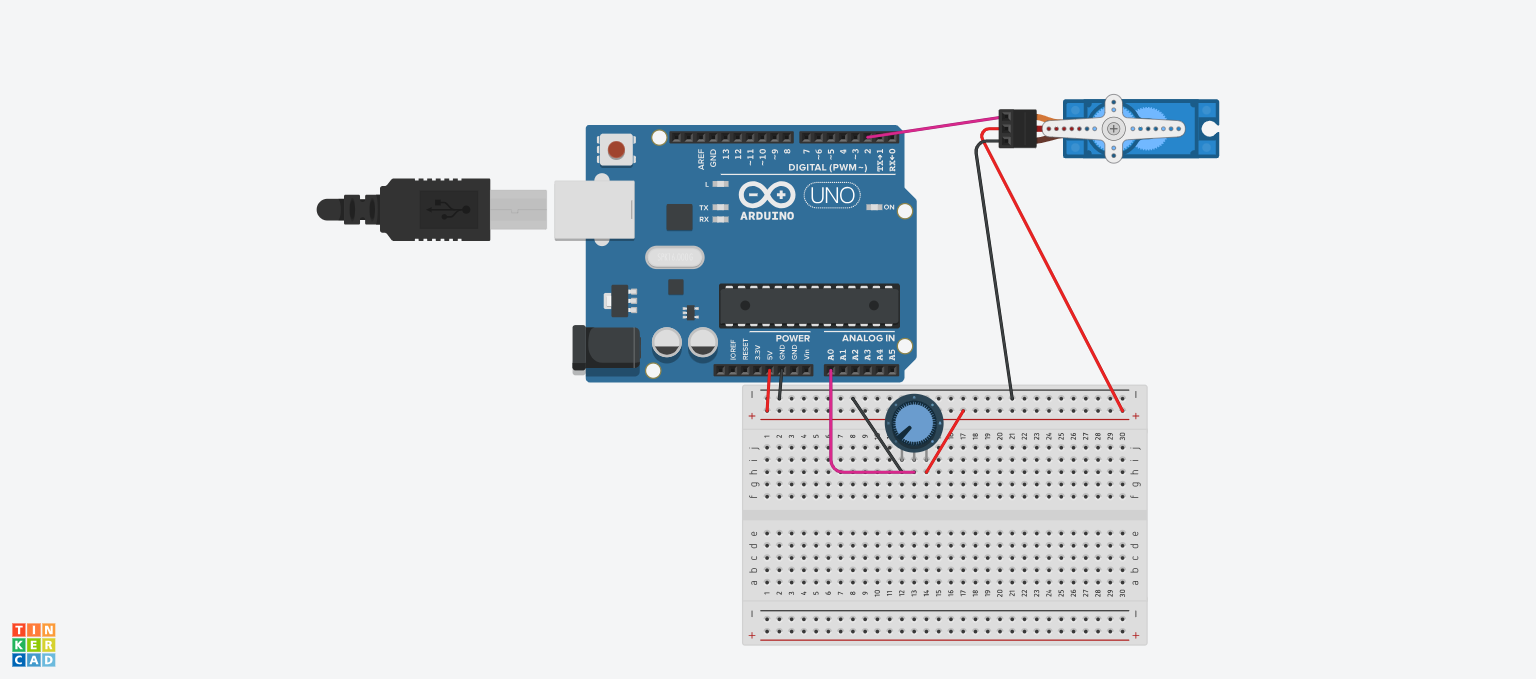 AREF GND 13 12 ~11 ~10 ~9 8 7 ~6 ~5 4 ~3 2 TX→1 RX←0
DIGITAL (PWM~)
L
TX
RX
ARDUINO
UNO
ON
POWER
ANALOG IN
IOREF RESET 3.3V 5V GND GND Vin A0 A1 A2 A3 A4 A5
− −
+ +
1 2 3 4 5 6 7 8 9 10 11 12 13 14 15 16 17 18 19 20 21 22 23 24 25 26 27 28 29 30
j j
i i
h h
g g
f f
e e
d d
c c
b b
a a
1 2 3 4 5 6 7 8 9 10 11 12 13 14 15 16 17 18 19 20 21 22 23 24 25 26 27 28 29 30
− −
+ +
TIN
KER
CAD